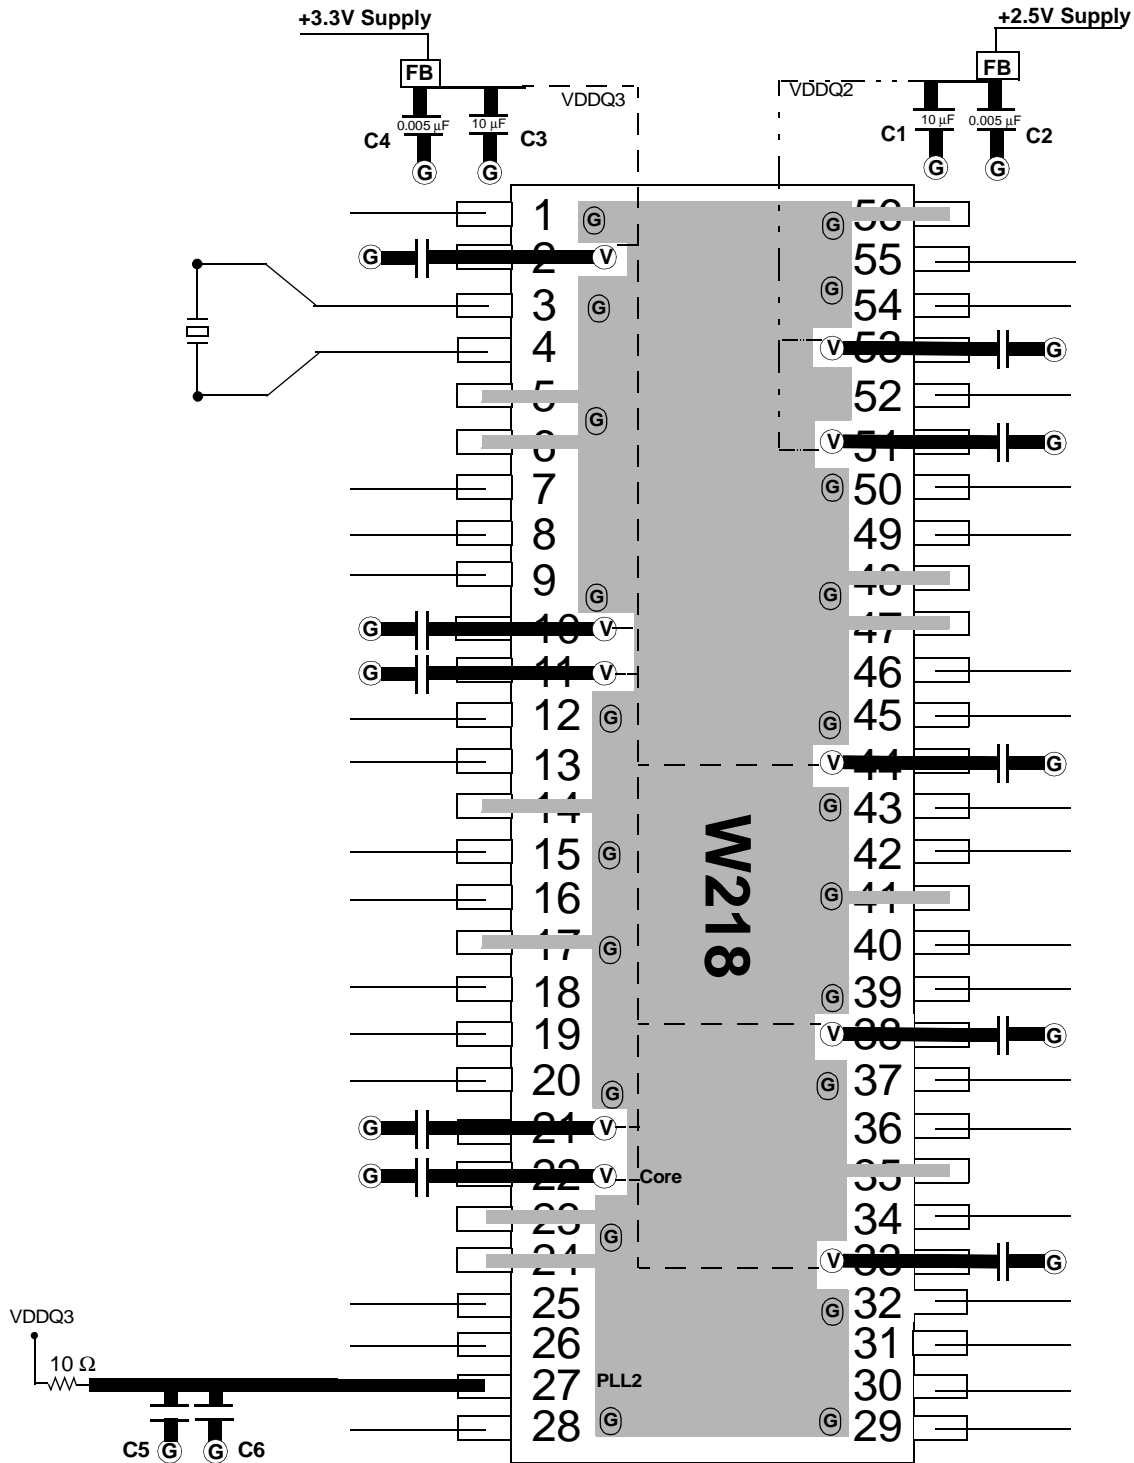 +3.3V Supply
+2.5V Supply
FB
FB
VDDQ3
VDDQ2
0.005 µF
10 µF
10 µF
0.005 µF
C4
C3
C1
C2
G
G
G
G
1
G
G
56
G
2
V
55
3
G
G
54
4
V
53
G
5
G
52
6
V
51
G
7
G
50
8
49
9
G
G
48
G
10
V
47
G
11
V
46
12
G
G
45
13
V
44
G
14
G
43
15
G
42
16
G
41
17
G
40
18
G
39
19
V
38
G
20
G
G
37
G
21
V
36
G
22
V
Core
35
23
G
34
24
V
33
G
25
G
32
26
31
27
PLL2
30
28
G
G
29
W218
VDDQ3
10 Ω
C5
G
G
C6